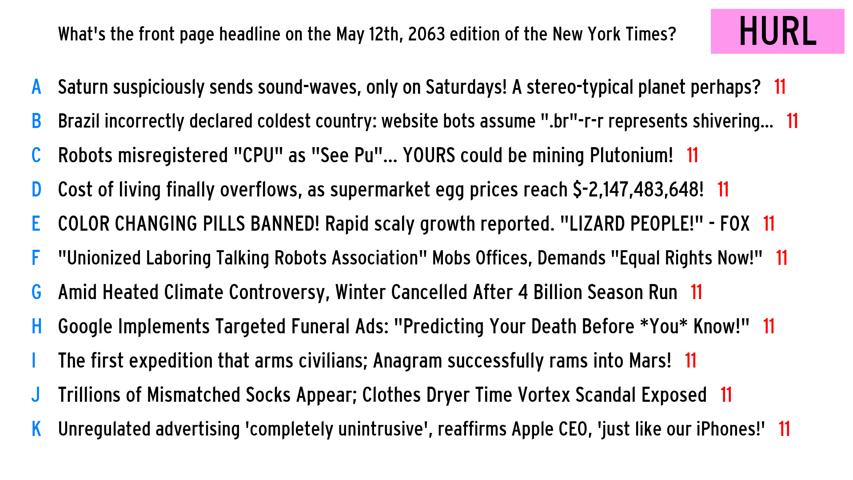 What's the front page headline on the May 12th, 2063 edition of the New York Times?
HURL
A Saturn suspiciously sends sound-waves, only on Saturdays! A stereo-typical planet perhaps? 11
B Brazil incorrectly declared coldest country: website bots assume ".br"-r-r represents shivering... 11
C Robots misregistered "CPU" as "See Pu"... YOURS could be mining Plutonium! 11
D Cost of living finally overflows, as supermarket egg prices reach $-2,147,483,648! 11
E COLOR CHANGING PILLS BANNED! Rapid scaly growth reported. "LIZARD PEOPLE!" - FOX 11
F "Unionized Laboring Talking Robots Association" Mobs Offices, Demands "Equal Rights Now!" 11
G Amid Heated Climate Controversy, Winter Cancelled After 4 Billion Season Run 11
H Google Implements Targeted Funeral Ads: "Predicting Your Death Before *You* Know!" 11
I The first expedition that arms civilians; Anagram successfully rams into Mars! 11
J Trillions of Mismatched Socks Appear; Clothes Dryer Time Vortex Scandal Exposed 11
K Unregulated advertising 'completely unintrusive', reaffirms Apple CEO, 'just like our iPhones!' 11